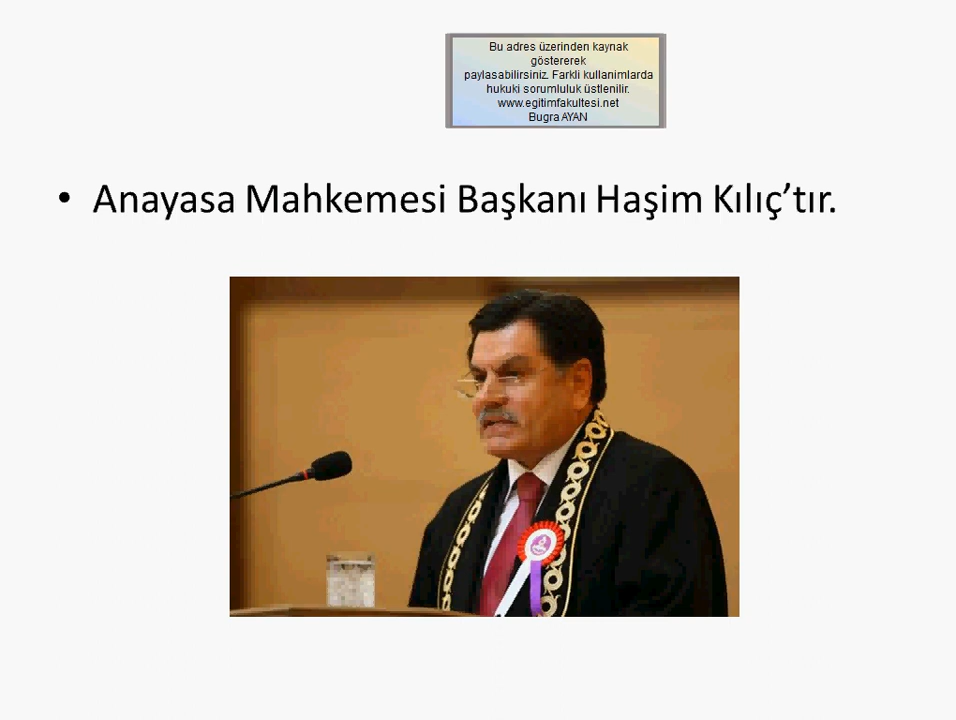 Bu adres üzerinden kaynak
göstererek
paylasabilirsiniz. Farkli kullanimlarda
hukuki sorumluluk üstlenilir.
www.egitimfakultesi.net
Bugra AYAN
• Anayasa Mahkemesi Başkanı Haşim Kılıç’tır.